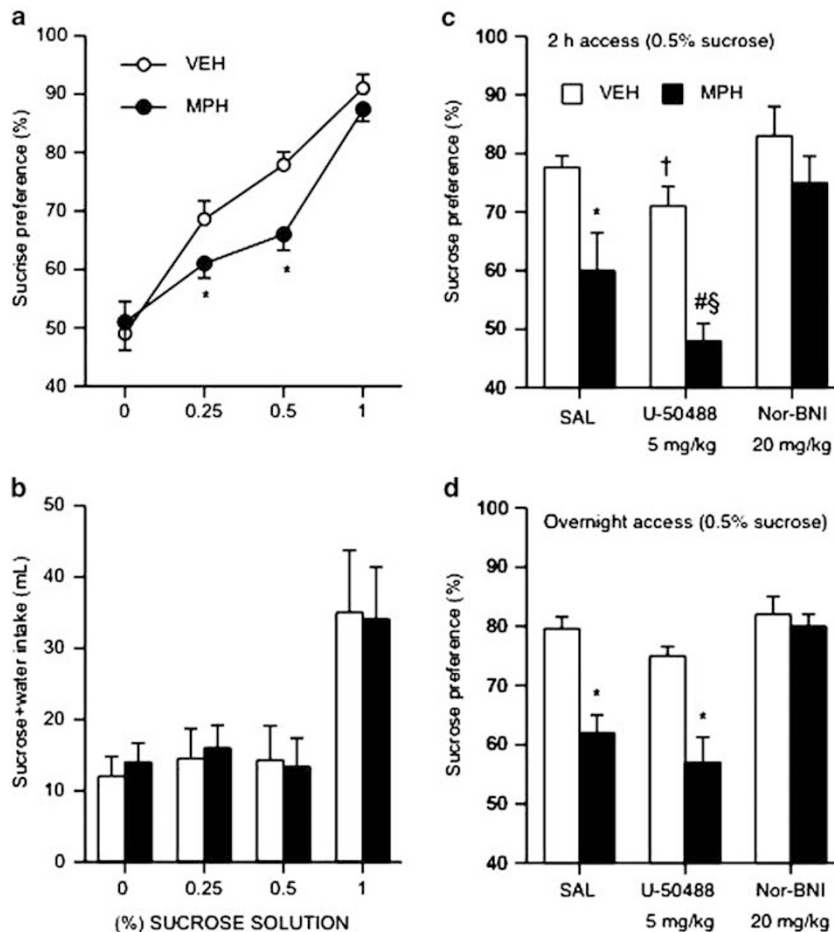 a
Sucrise preference (%)
100
90
80
70
60
50
40
VEH
MPH
*
*
0 0.25 0.5 1
b
Sucrose+water intake (mL)
50
40
30
20
10
0
0 0.25 0.5 1
(%) SUCROSE SOLUTION
c
Sucrose preference (%)
100
90
80
70
60
50
40
2 h access (0.5% sucrose)
VEH MPH
*
†
#§
SAL U-50488 Nor-BNI
5 mg/kg 20 mg/kg
d
Sucrose preference (%)
100
90
80
70
60
50
40
Overnight access (0.5% sucrose)
*
*
SAL U-50488 Nor-BNI
5 mg/kg 20 mg/kg